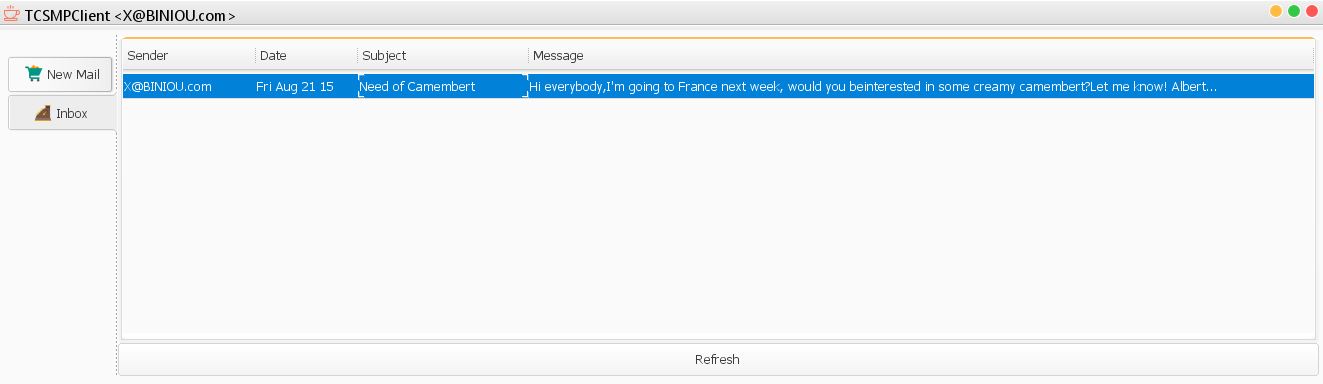 TCSMPClient <X@BINIOU.com>
New Mail
Inbox
Sender Date Subject Message
X@BINIOU.com Fri Aug 21 15 Need of Camembert Hi everybody,I'm going to France next week, would you beinterested in some creamy camembert?Let me know! Albert...
Refresh